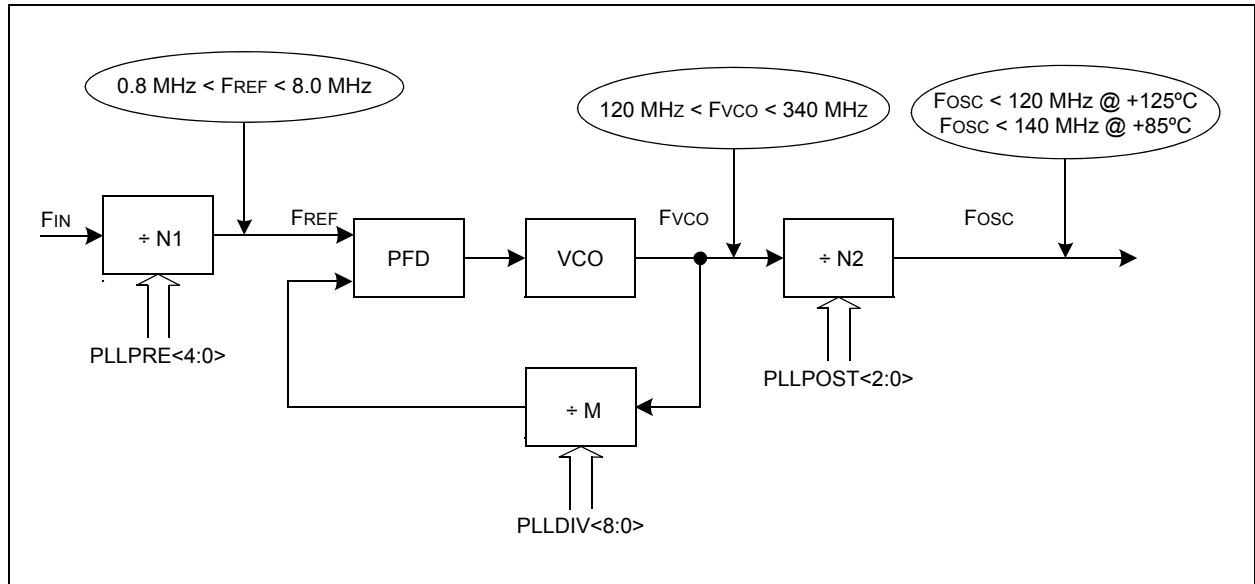 0.8 MHz < FREF < 8.0 MHz
120 MHz < FVCO < 340 MHz
FOSC < 120 MHz @ +125ºC
FOSC < 140 MHz @ +85ºC
FIN
÷ N1
FREF
PFD
VCO
FVCO
÷ N2
FOSC
PLLPRE<4:0>
PLLPOST<2:0>
÷ M
PLLDIV<8:0>